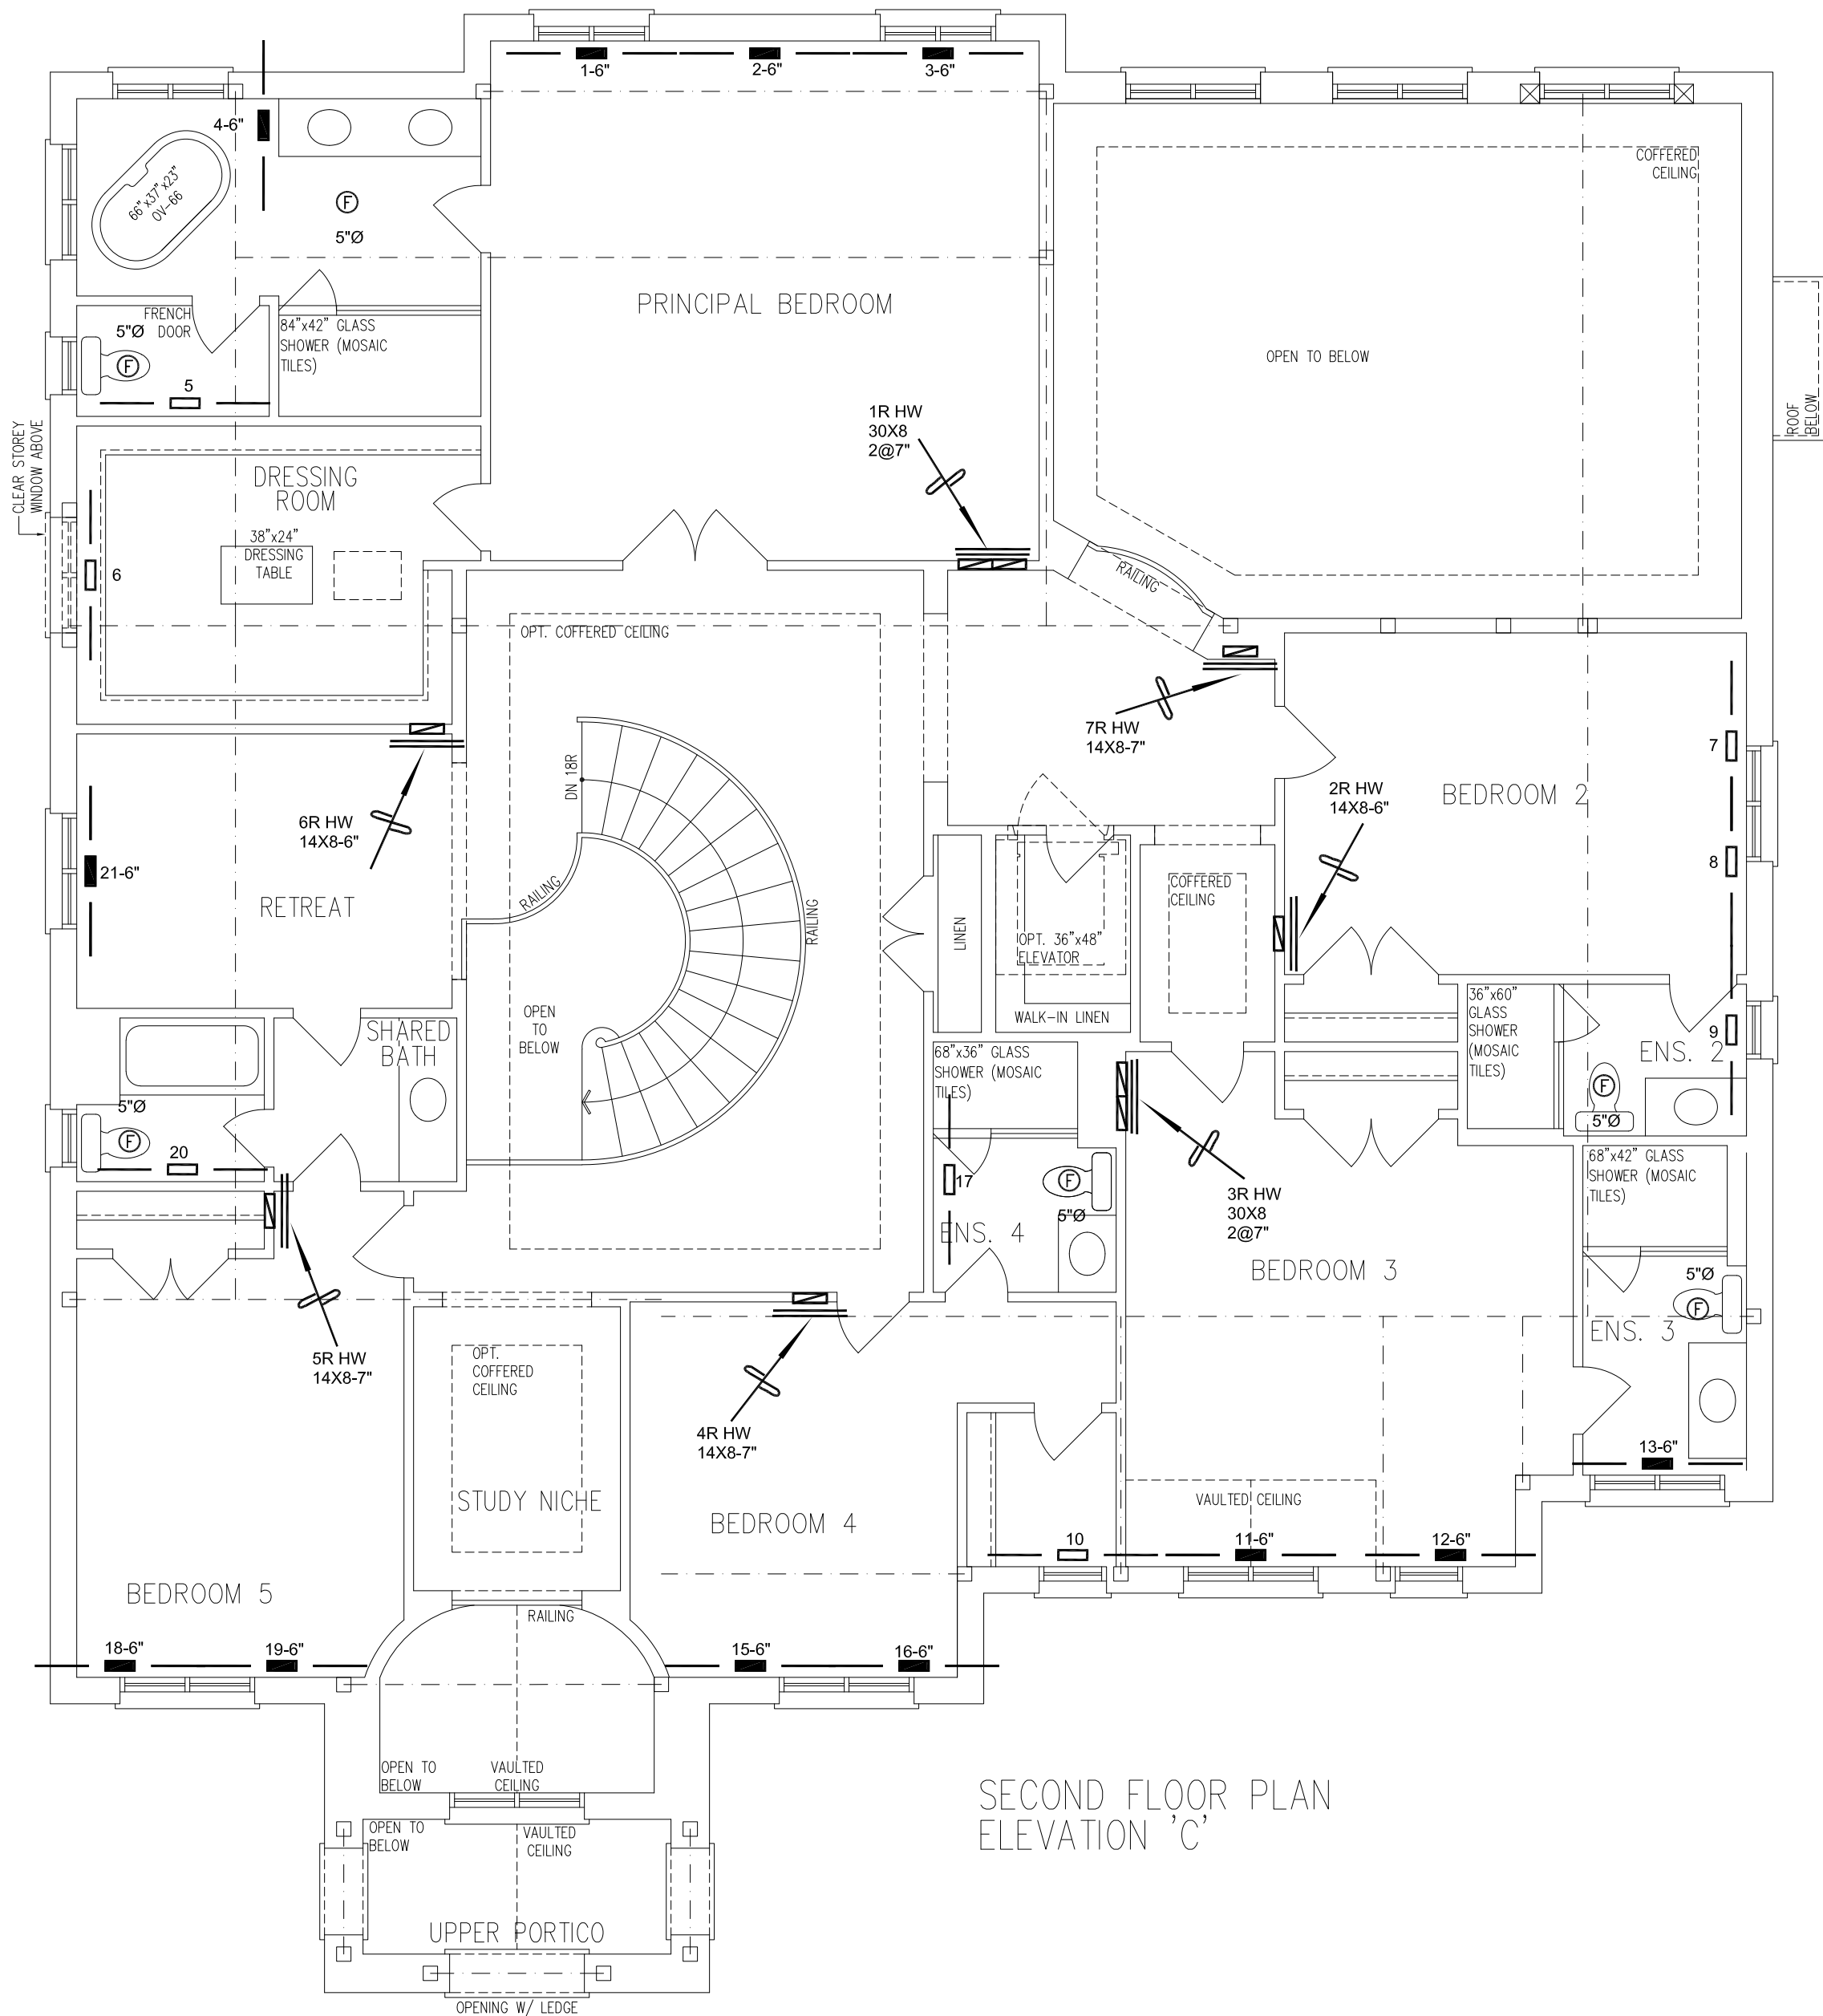 1-6"
2-6"
3-6"
4-6"
66"x37"x23"
OV-66
F
5"Ø
COFFERED
CEILING
PRINCIPAL BEDROOM
FRENCH
DOOR
5"Ø
F
5
84"x42" GLASS
SHOWER (MOSAIC
TILES)
OPEN TO BELOW
ROOF
BELOW
1R HW
30X8
2@7"
CLEAR STOREY
WINDOW ABOVE
DRESSING
ROOM
38"x24"
DRESSING
TABLE
6
RAILING
OPT. COFFERED CEILING
7R HW
14X8-7"
7
DN 18R
2R HW
14X8-6"
BEDROOM 2
6R HW
14X8-6"
8
21-6"
RETREAT
RAILING
RAILING
LINEN
OPT. 36"x48"
ELEVATOR
COFFERED
CEILING
WALK-IN LINEN
OPEN
TO
BELOW
SHARED
BATH
36"x60"
GLASS
SHOWER
(MOSAIC
TILES)
9
ENS. 2
68"x36" GLASS
SHOWER (MOSAIC
TILES)
F
5"Ø
5"Ø
F
20
17
F
5"Ø
ENS. 4
68"x42" GLASS
SHOWER (MOSAIC
TILES)
3R HW
30X8
2@7"
BEDROOM 3
5"Ø
F
ENS. 3
5R HW
14X8-7"
OPT.
COFFERED
CEILING
4R HW
14X8-7"
13-6"
STUDY NICHE
VAULTED CEILING
BEDROOM 4
10
11-6"
12-6"
BEDROOM 5
RAILING
18-6"
19-6"
15-6"
16-6"
OPEN TO
BELOW
VAULTED
CEILING
SECOND FLOOR PLAN
ELEVATION 'C'
OPEN TO
BELOW
VAULTED
CEILING
UPPER PORTICO
OPENING W/ LEDGE